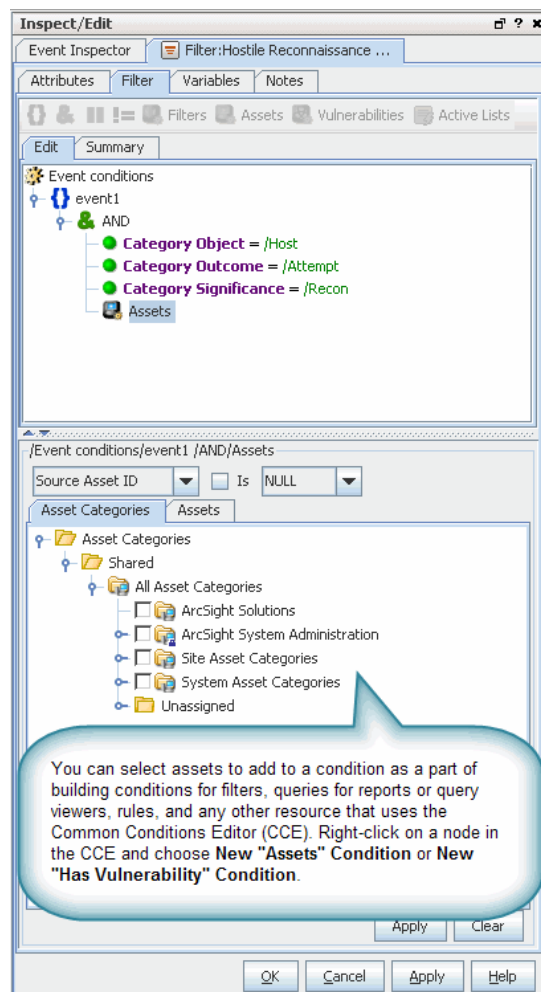 Inspect/Edit
Event Inspector Filter:Hostile Reconnaissance ...
Attributes Filter Variables Notes
Filters Assets Vulnerabilities Active Lists
Edit Summary
Event conditions
event1
AND
Category Object = /Host
Category Outcome = /Attempt
Category Significance = /Recon
Assets
/Event conditions/event1 /AND/Assets
Source Asset ID Is NULL
Asset Categories Assets
Asset Categories
Shared
All Asset Categories
ArcSight Solutions
ArcSight System Administration
Site Asset Categories
System Asset Categories
Unassigned
You can select assets to add to a condition as a part of
building conditions for filters, queries for reports or query
viewers, rules, and any other resource that uses the
Common Conditions Editor (CCE). Right-click on a node in
the CCE and choose New "Assets" Condition or New
"Has Vulnerability" Condition.
Apply Clear
OK Cancel Apply Help